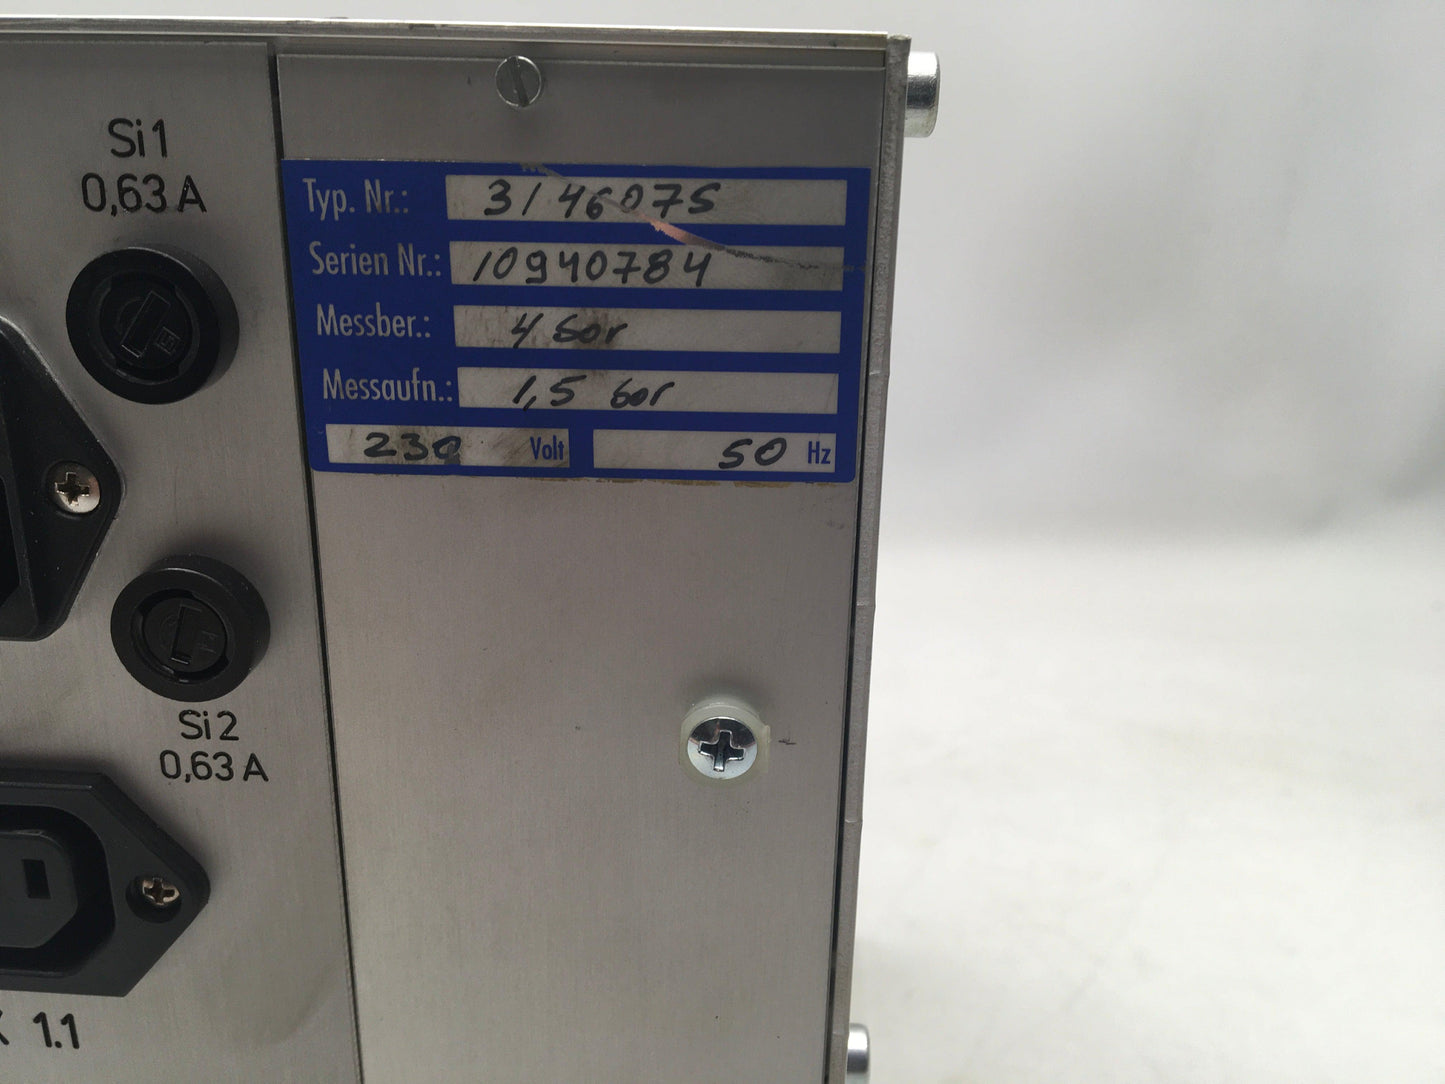 Si1
0,63 A
Typ. Nr.: 3146075
Serien Nr.: 10940784
Messber.: 4 bar
Messaufn.: 1,5 bar
230 Volt 50 Hz
Si2
0,63 A
1.1